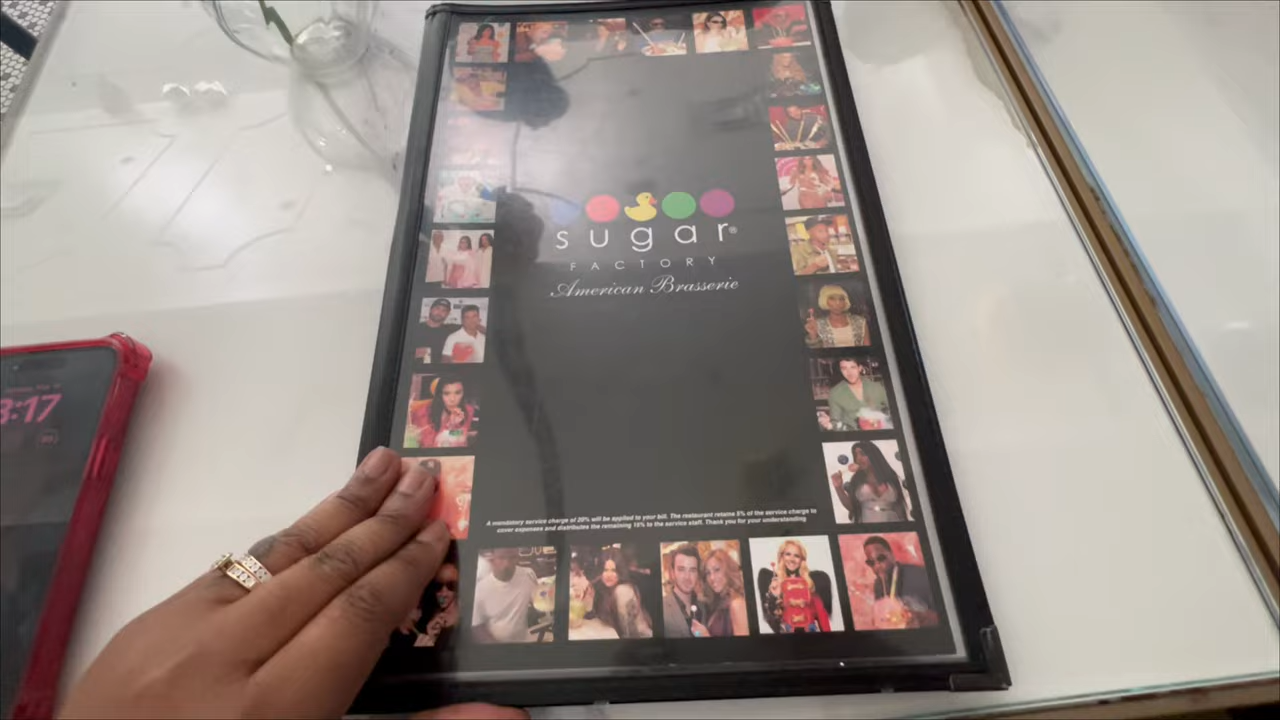 sugar®
FACTORY
American Brasserie
3:17
A mandatory service charge of 20% will be applied to your bill. The restaurant retains 5% of the service charge to
cover expenses and distributes the remaining 15% to the service staff. Thank you for your understanding